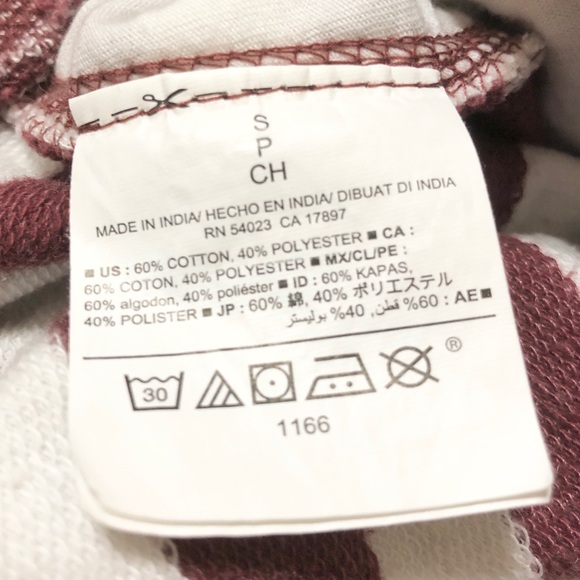 S
P
CH
MADE IN INDIA/ HECHO EN INDIA/ DIBUAT DI INDIA
RN 54023 CA 17897
■ US : 60% COTTON, 40% POLYESTER ■ CA :
60% COTON, 40% POLYESTER ■ MX/CL/PE :
60% algodon, 40% poliéster ■ ID : 60% KAPAS,
40% POLISTER ■ JP : 60% 綿, 40% ポリエステル
■AE : 60% قطن, 40% بوليستر
30
®
1166